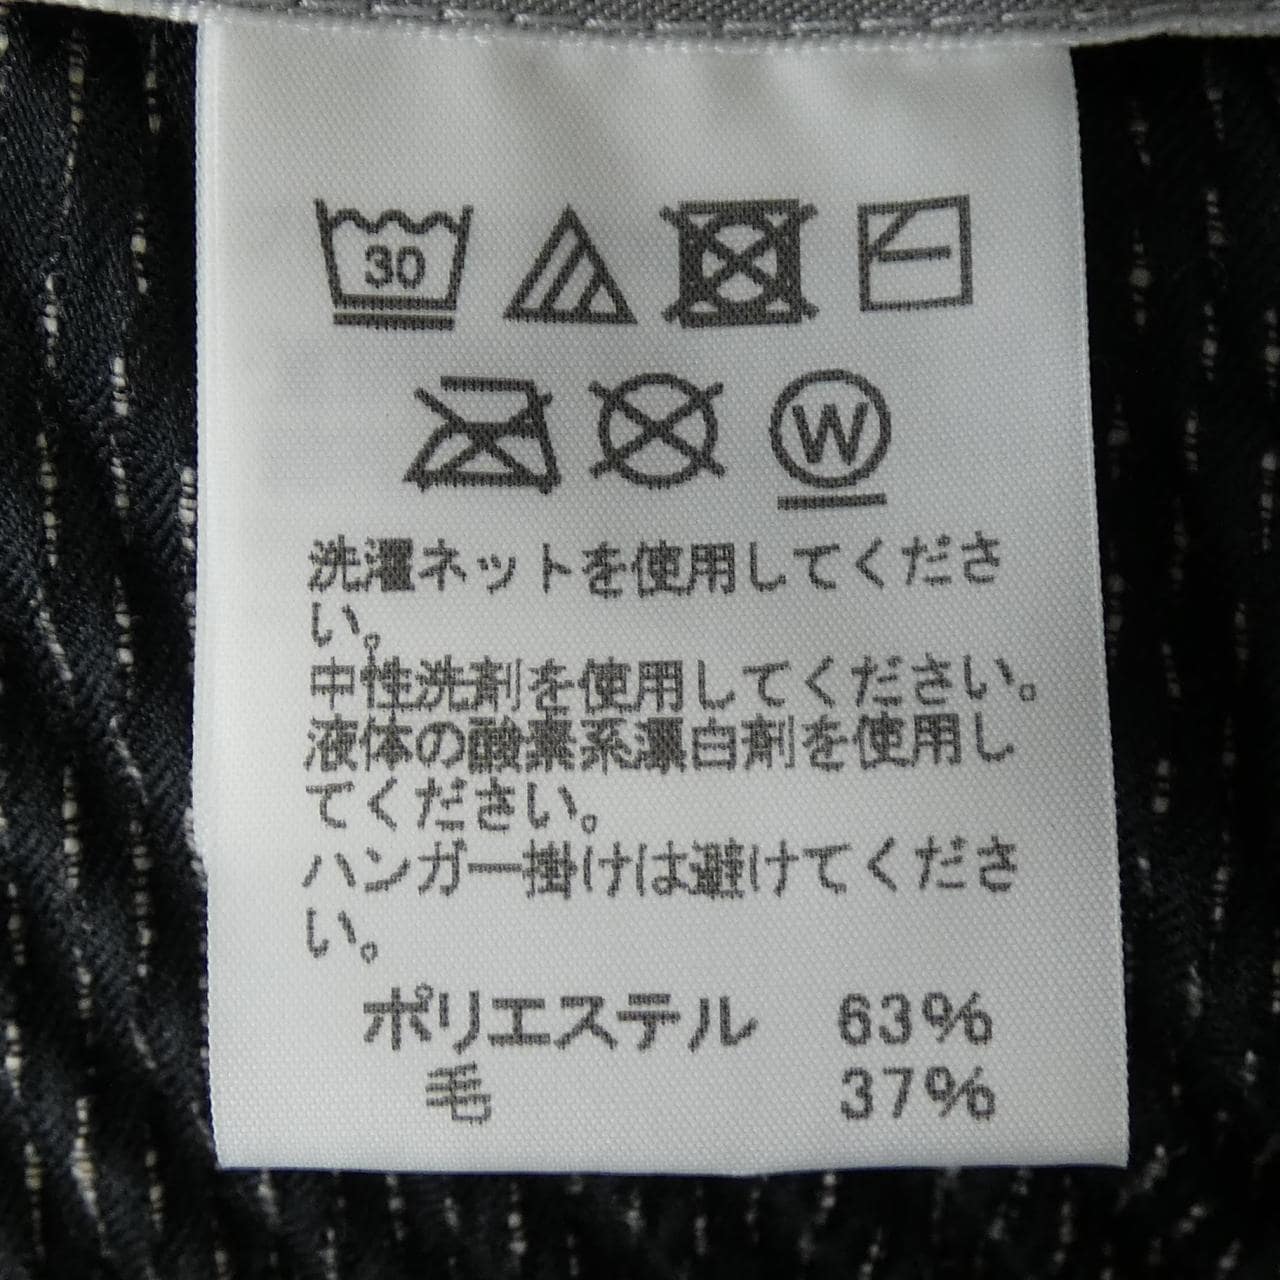 30
W
洗濯ネットを使用してくださ
い。
中性洗剤を使用してください。
液体の酸素系漂白剤を使用し
てください。
ハンガー掛けは避けてくださ
い。
ポリエステル 63%
毛 37%